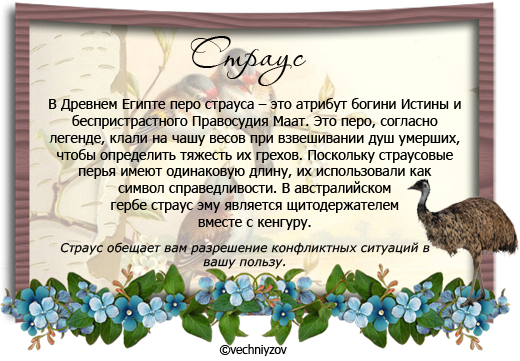 Страус
В Древнем Египте перо страуса – это атрибут богини Истины и
беспристрастного Правосудия Маат. Это перо, согласно
легенде, клали на чашу весов при взвешивании душ умерших,
чтобы определить тяжесть их грехов. Поскольку страусовые
перья имеют одинаковую длину, их использовали как
символ справедливости. В австралийском
гербе страус эму является щитодержателем
вместе с кенгуру.
Страус обещает вам разрешение конфликтных ситуаций в
вашу пользу.
©vechniyzov